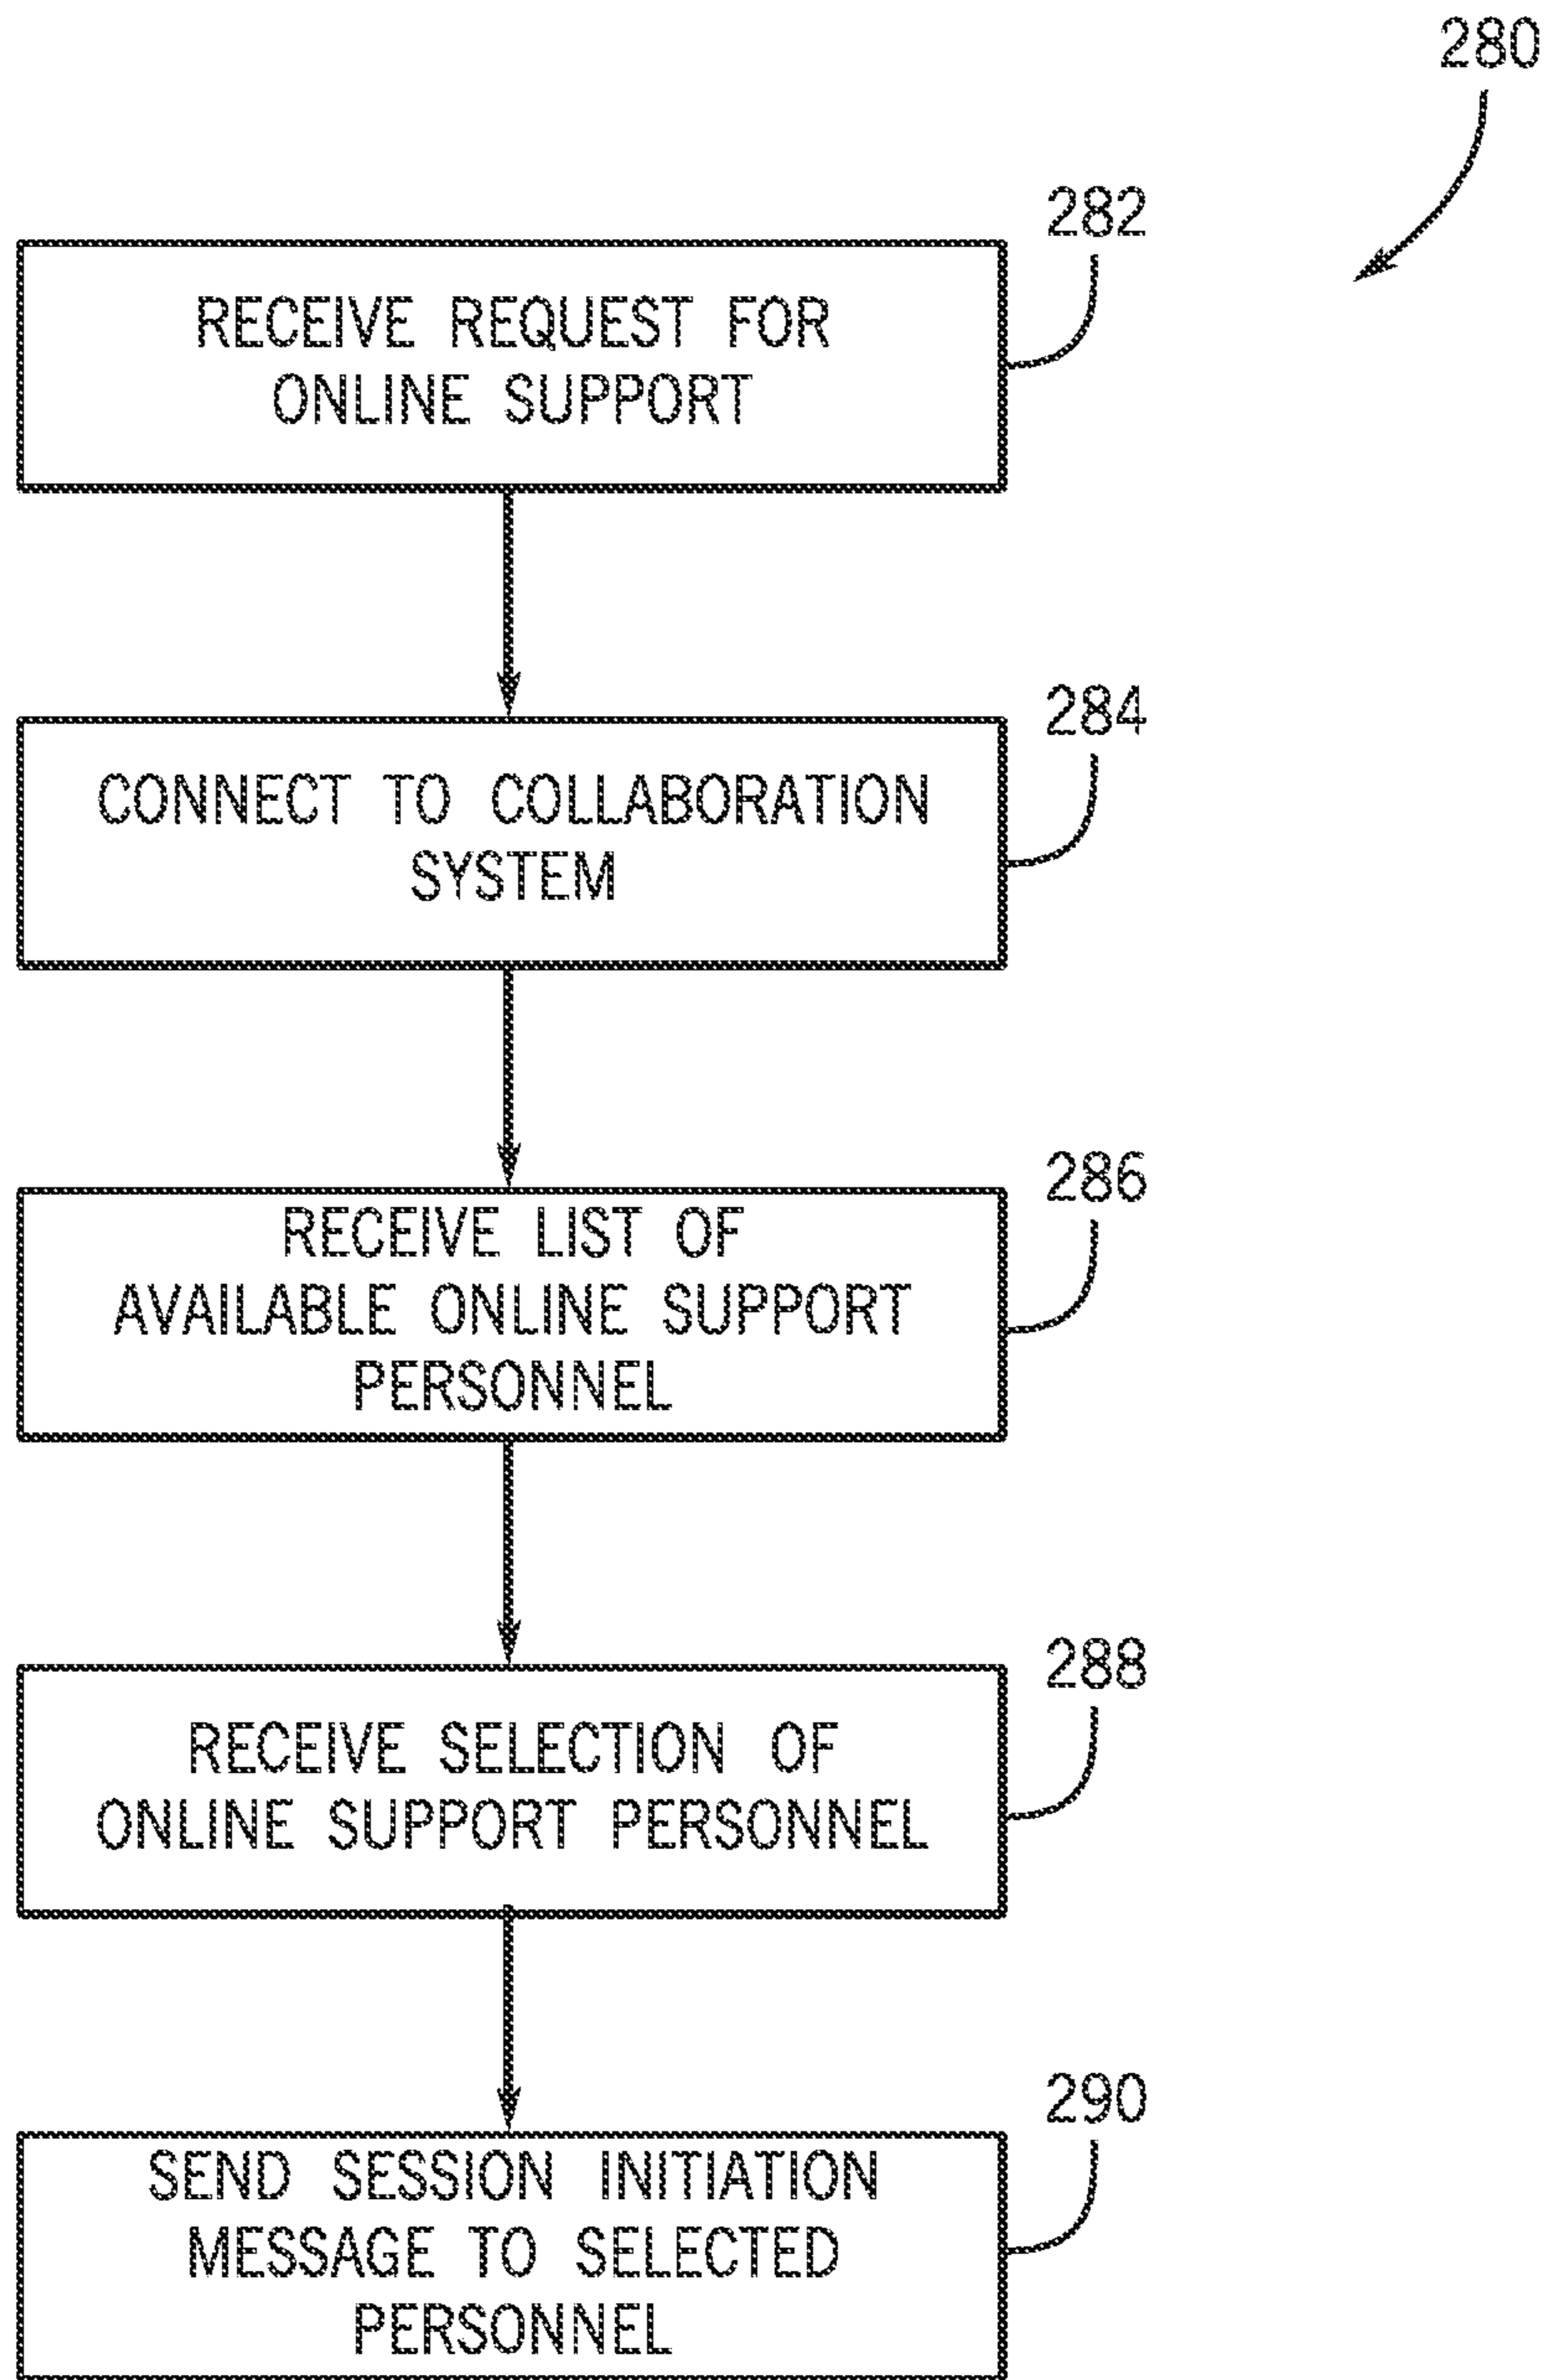 280
282
RECEIVE REQUEST FOR
ONLINE SUPPORT
284
CONNECT TO COLLABORATION
SYSTEM
286
RECEIVE LIST OF
AVAILABLE ONLINE SUPPORT
PERSONNEL
288
RECEIVE SELECTION OF
ONLINE SUPPORT PERSONNEL
290
SEND SESSION INITIATION
MESSAGE TO SELECTED
PERSONNEL